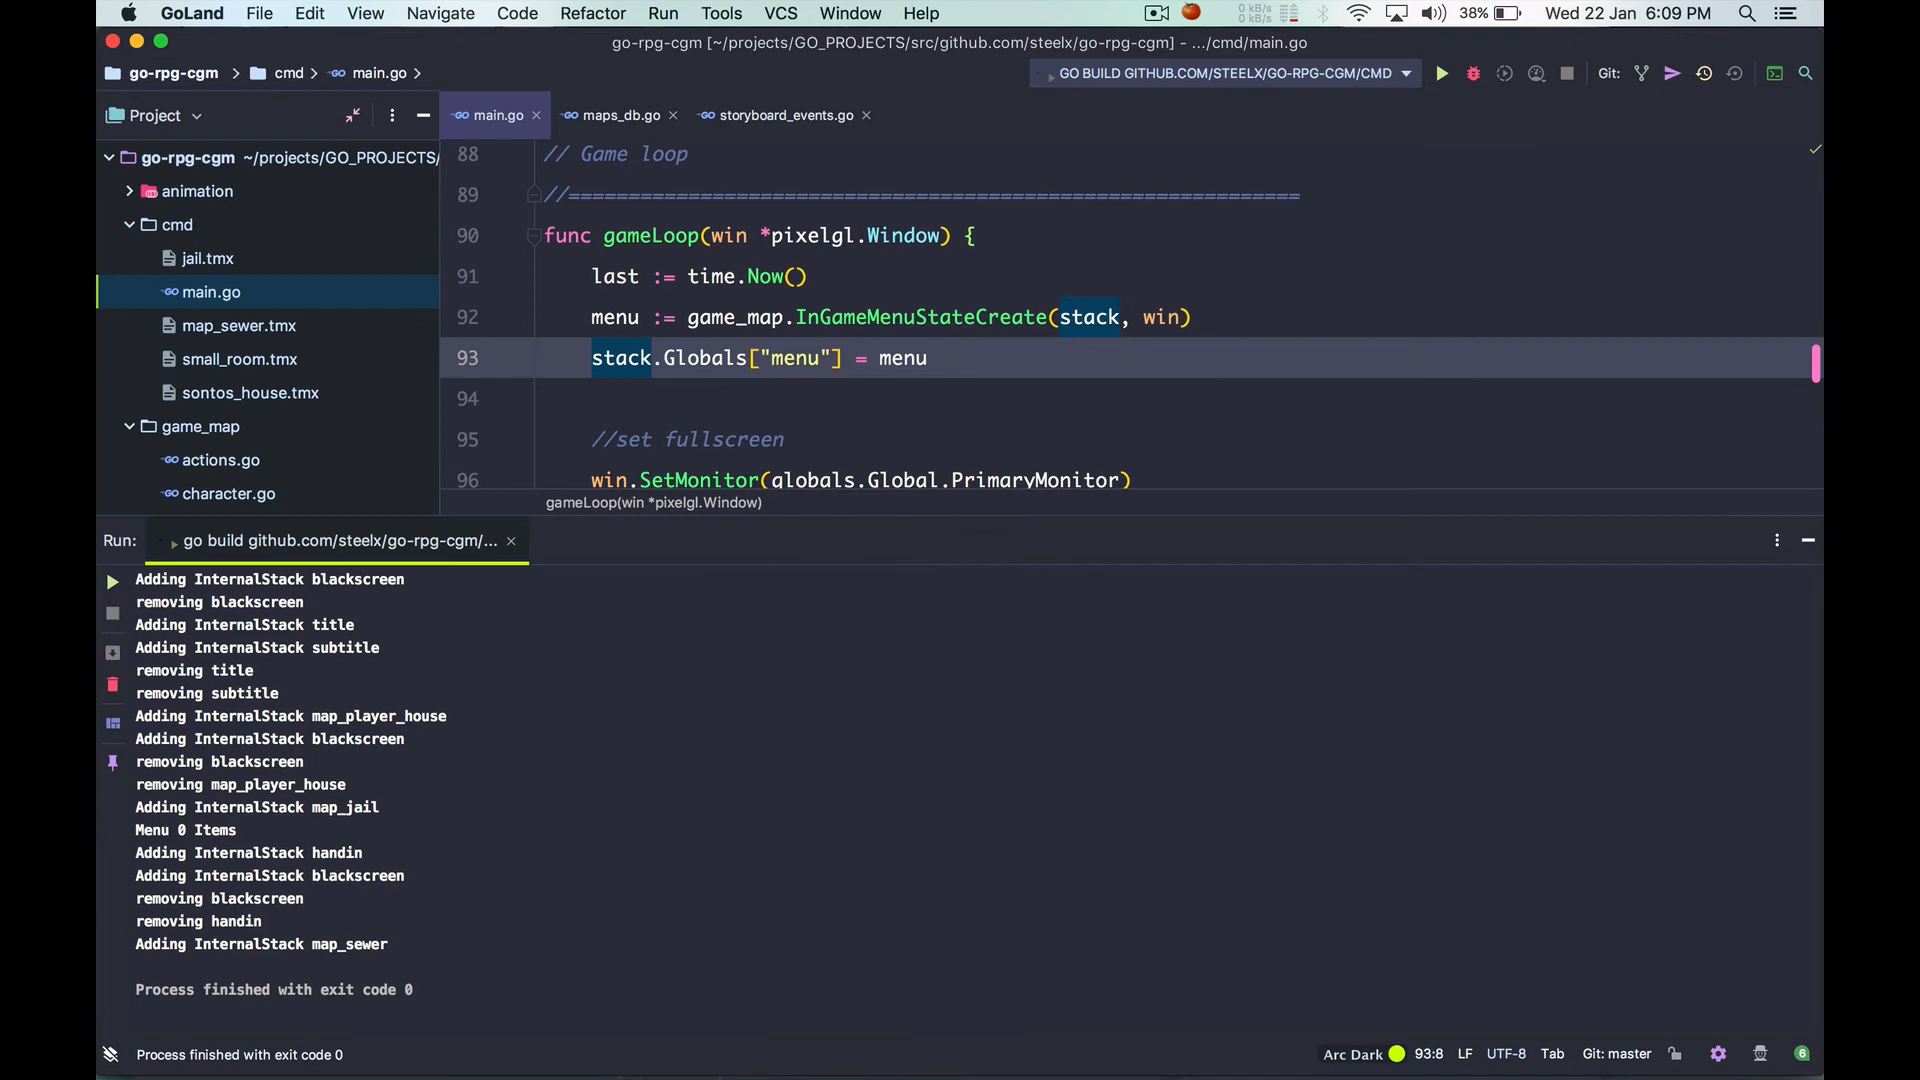 GoLand File Edit View Navigate Code Refactor Run Tools VCS Window Help 0 kB/s 0 kB/s 38% Wed 22 Jan 6:09 PM
go-rpg-cgm [~/projects/GO_PROJECTS/src/github.com/steelx/go-rpg-cgm] - .../cmd/main.go
go-rpg-cgm cmd main.go GO BUILD GITHUB.COM/STEELX/GO-RPG-CGM/CMD Git:
Project main.go maps_db.go storyboard_events.go
go-rpg-cgm ~/projects/GO_PROJECTS/
animation
cmd
jail.tmx
main.go
map_sewer.tmx
small_room.tmx
sontos_house.tmx
game_map
actions.go
character.go
88 // Game loop
89 //=============================================================
90 func gameLoop(win *pixelgl.Window) {
91 last := time.Now()
92 menu := game_map.InGameMenuStateCreate(stack, win)
93 stack.Globals["menu"] = menu
94
95 //set fullscreen
96 win.SetMonitor(globals.Global.PrimaryMonitor)
gameLoop(win *pixelgl.Window)
Run: go build github.com/steelx/go-rpg-cgm/...
Adding InternalStack blackscreen
removing blackscreen
Adding InternalStack title
Adding InternalStack subtitle
removing title
removing subtitle
Adding InternalStack map_player_house
Adding InternalStack blackscreen
removing blackscreen
removing map_player_house
Adding InternalStack map_jail
Menu 0 Items
Adding InternalStack handin
Adding InternalStack blackscreen
removing blackscreen
removing handin
Adding InternalStack map_sewer
Process finished with exit code 0
Process finished with exit code 0 Arc Dark 93:8 LF UTF-8 Tab Git: master 6